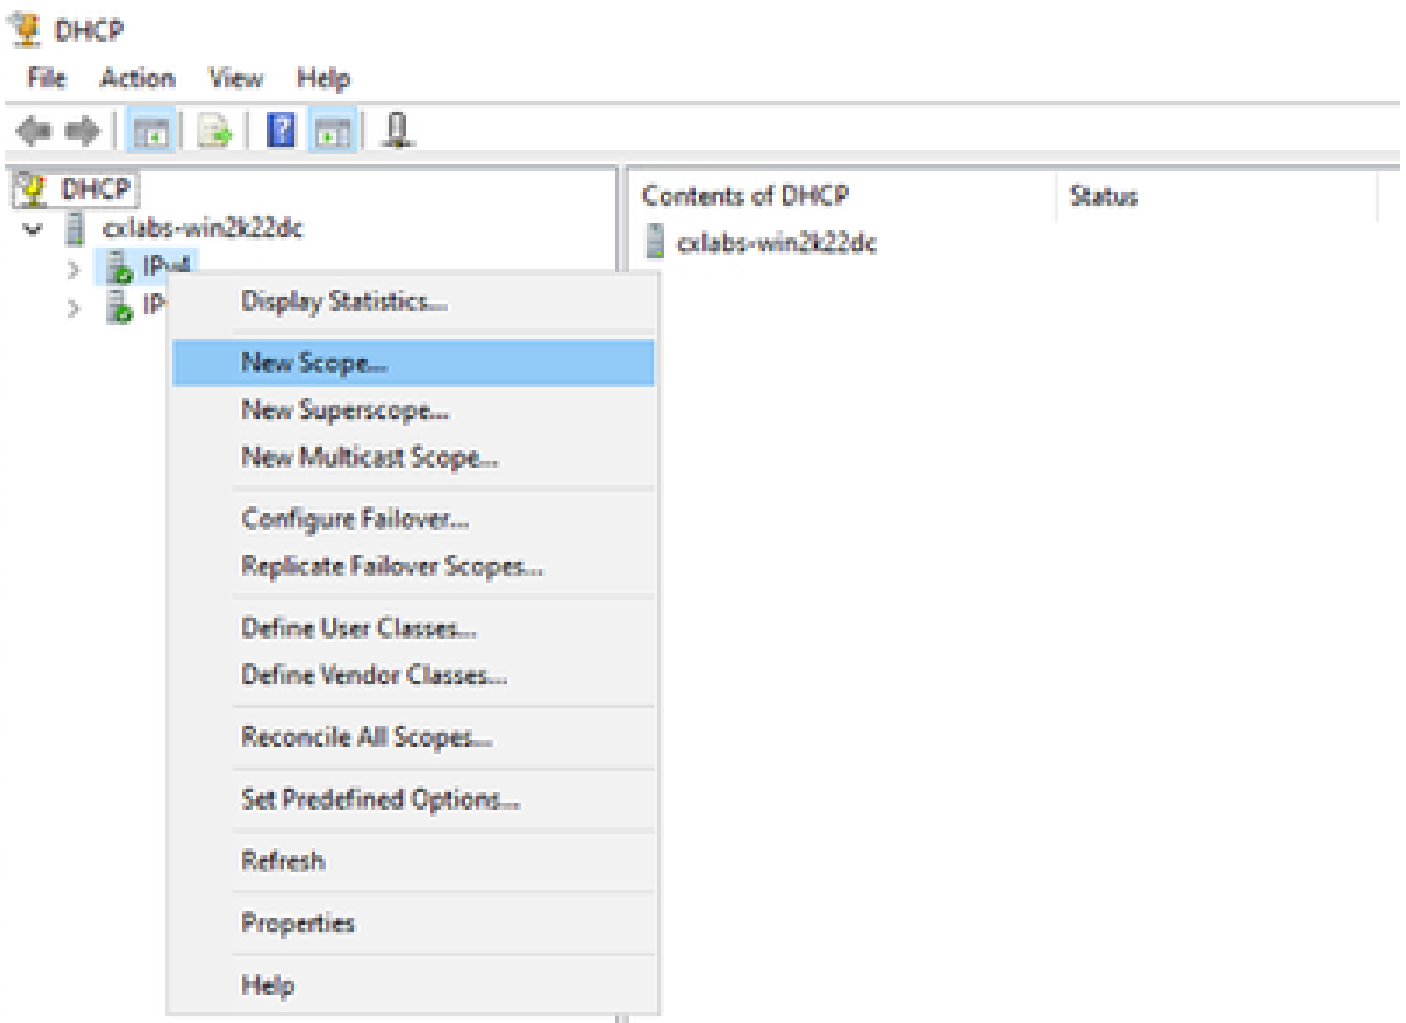 DHCP
File Action View Help
DHCP
Contents of DHCP Status
cxlabs-win2k22dc
cxlabs-win2k22dc
IPv4
IP
Display Statistics...
New Scope...
New Superscope...
New Multicast Scope...
Configure Failover...
Replicate Failover Scopes...
Define User Classes...
Define Vendor Classes...
Reconcile All Scopes...
Set Predefined Options...
Refresh
Properties
Help